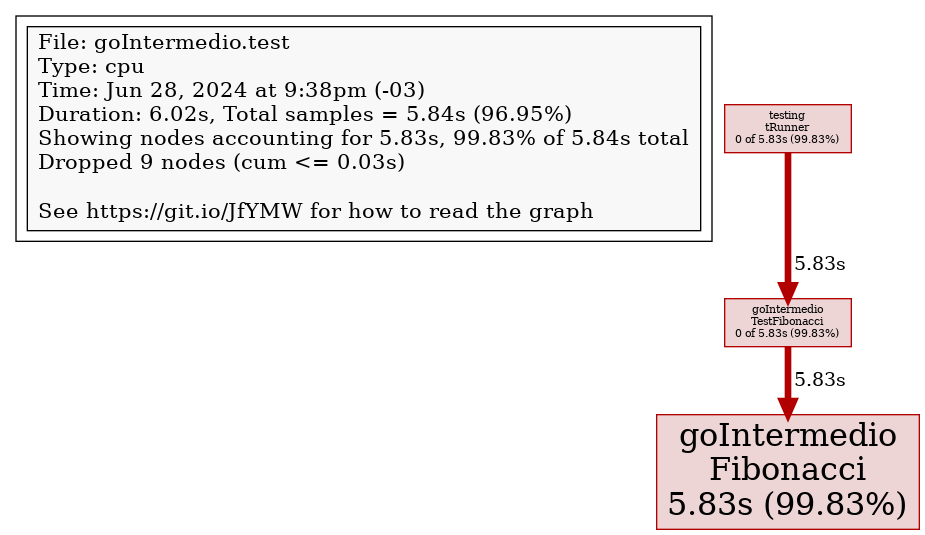 File: goIntermedio.test
Type: cpu
Time: Jun 28, 2024 at 9:38pm (-03)
Duration: 6.02s, Total samples = 5.84s (96.95%)
Showing nodes accounting for 5.83s, 99.83% of 5.84s total
Dropped 9 nodes (cum <= 0.03s)
See https://git.io/JfYMW for how to read the graph
testing
tRunner
0 of 5.83s (99.83%)
5.83s
goIntermedio
TestFibonacci
0 of 5.83s (99.83%)
5.83s
goIntermedio
Fibonacci
5.83s (99.83%)